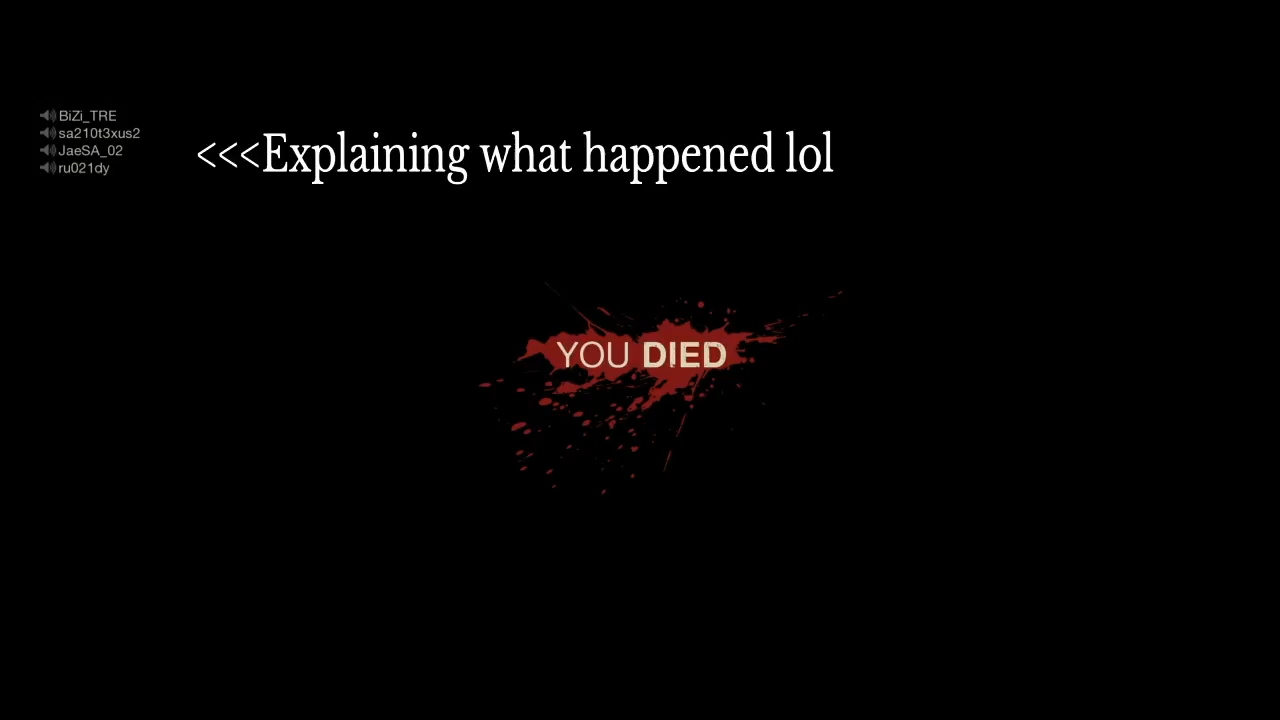 BiZi_TRE
sa210t3xus2
JaeSA_02
ru021dy
<<<Explaining what happened lol
YOU DIED